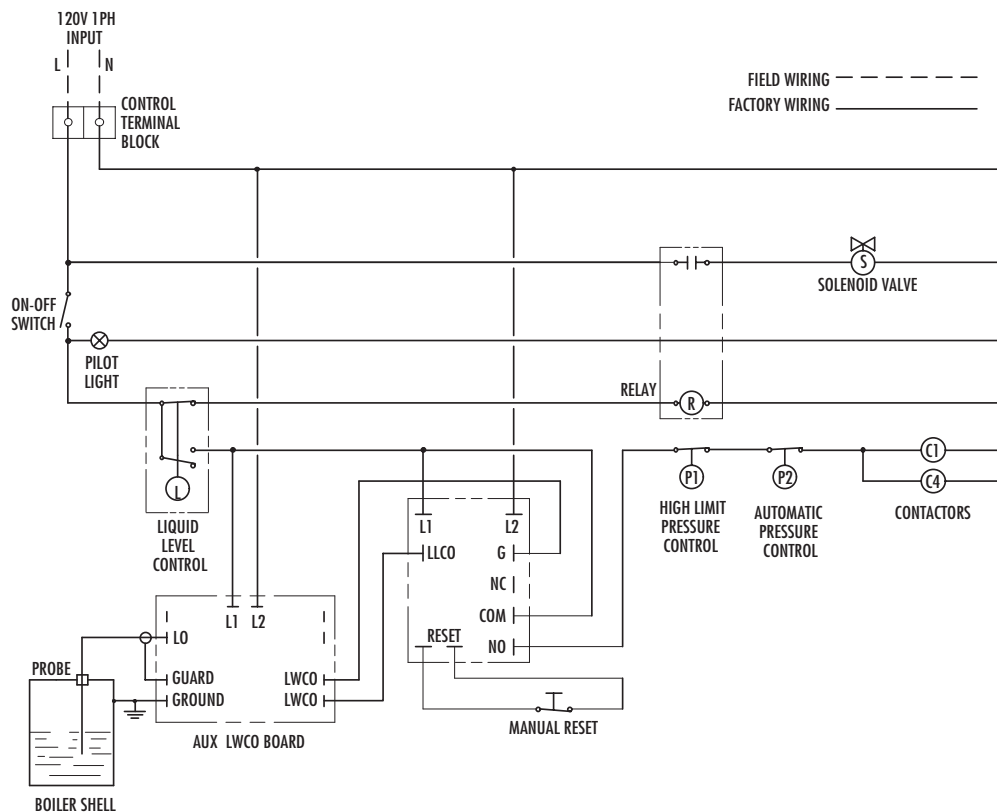 120V 1PH
INPUT
L N
CONTROL
TERMINAL
BLOCK
FIELD WIRING
FACTORY WIRING
S
SOLENOID VALVE
ON-OFF
SWITCH
PILOT
LIGHT
RELAY
R
L
LIQUID
LEVEL
CONTROL
P1
HIGH LIMIT
PRESSURE
CONTROL
P2
AUTOMATIC
PRESSURE
CONTROL
C1
C4
CONTACTORS
L1 L2
LLCO G
NC
COM
RESET NO
MANUAL RESET
L1 L2
LO
GUARD LWCO
GROUND LWCO
AUX LWCO BOARD
PROBE
BOILER SHELL